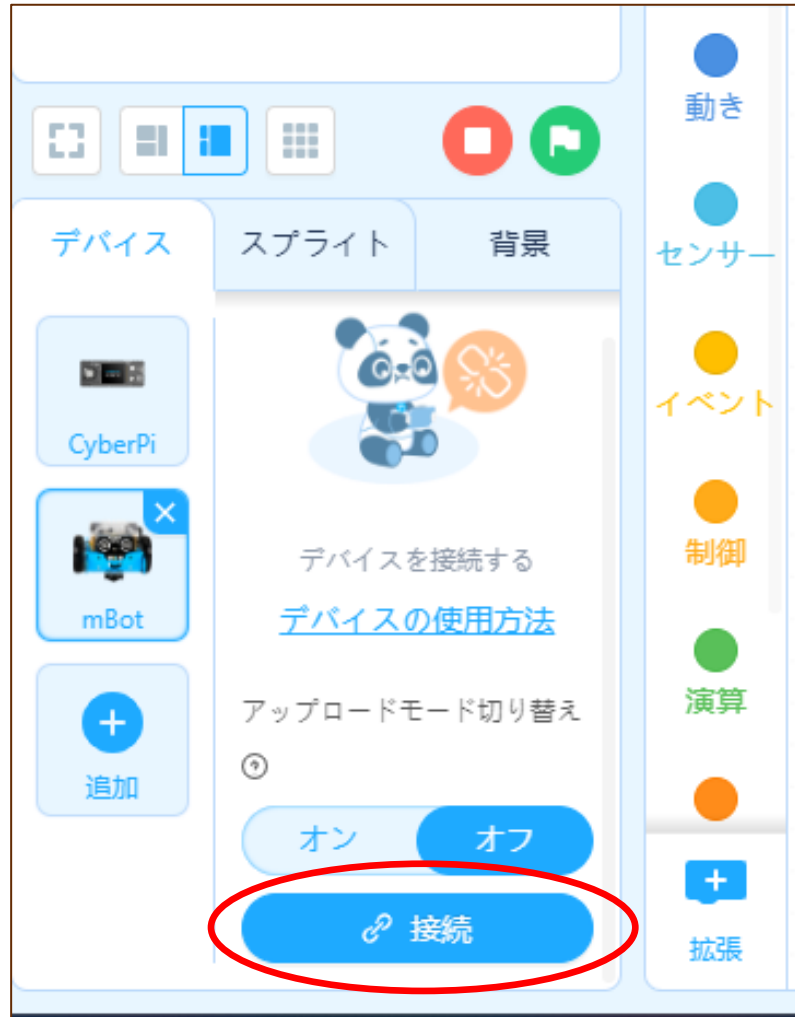 デバイス
スプライト
背景
CyberPi
mBot
追加
デバイスを接続する
デバイスの使用方法
アップロードモード切り替え
オン
オフ
接続
動き
センサー
イベント
制御
演算
拡張